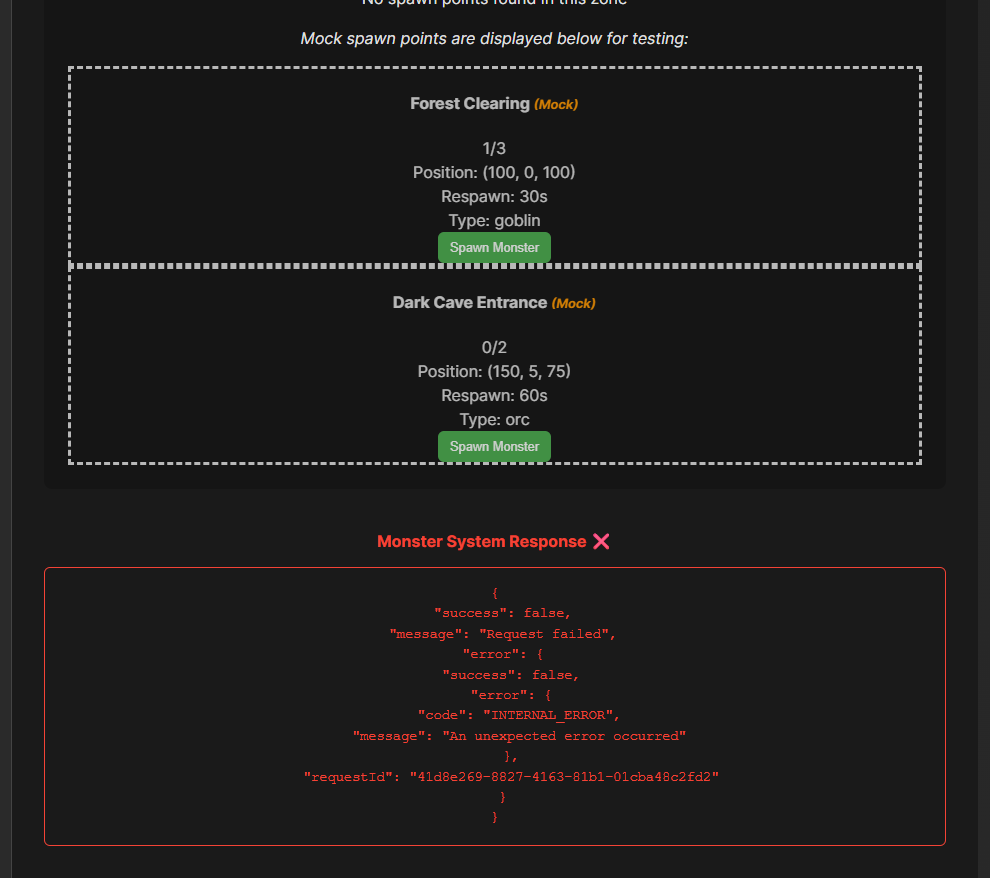 No spawn points found in this zone
Mock spawn points are displayed below for testing:
Forest Clearing (Mock)
1/3
Position: (100, 0, 100)
Respawn: 30s
Type: goblin
Spawn Monster
Dark Cave Entrance (Mock)
0/2
Position: (150, 5, 75)
Respawn: 60s
Type: orc
Spawn Monster
Monster System Response ❌
{
"success": false,
"message": "Request failed",
"error": {
"success": false,
"error": {
"code": "INTERNAL_ERROR",
"message": "An unexpected error occurred"
},
"requestId": "41d8e269-8827-4163-81b1-01cba48c2fd2"
}
}